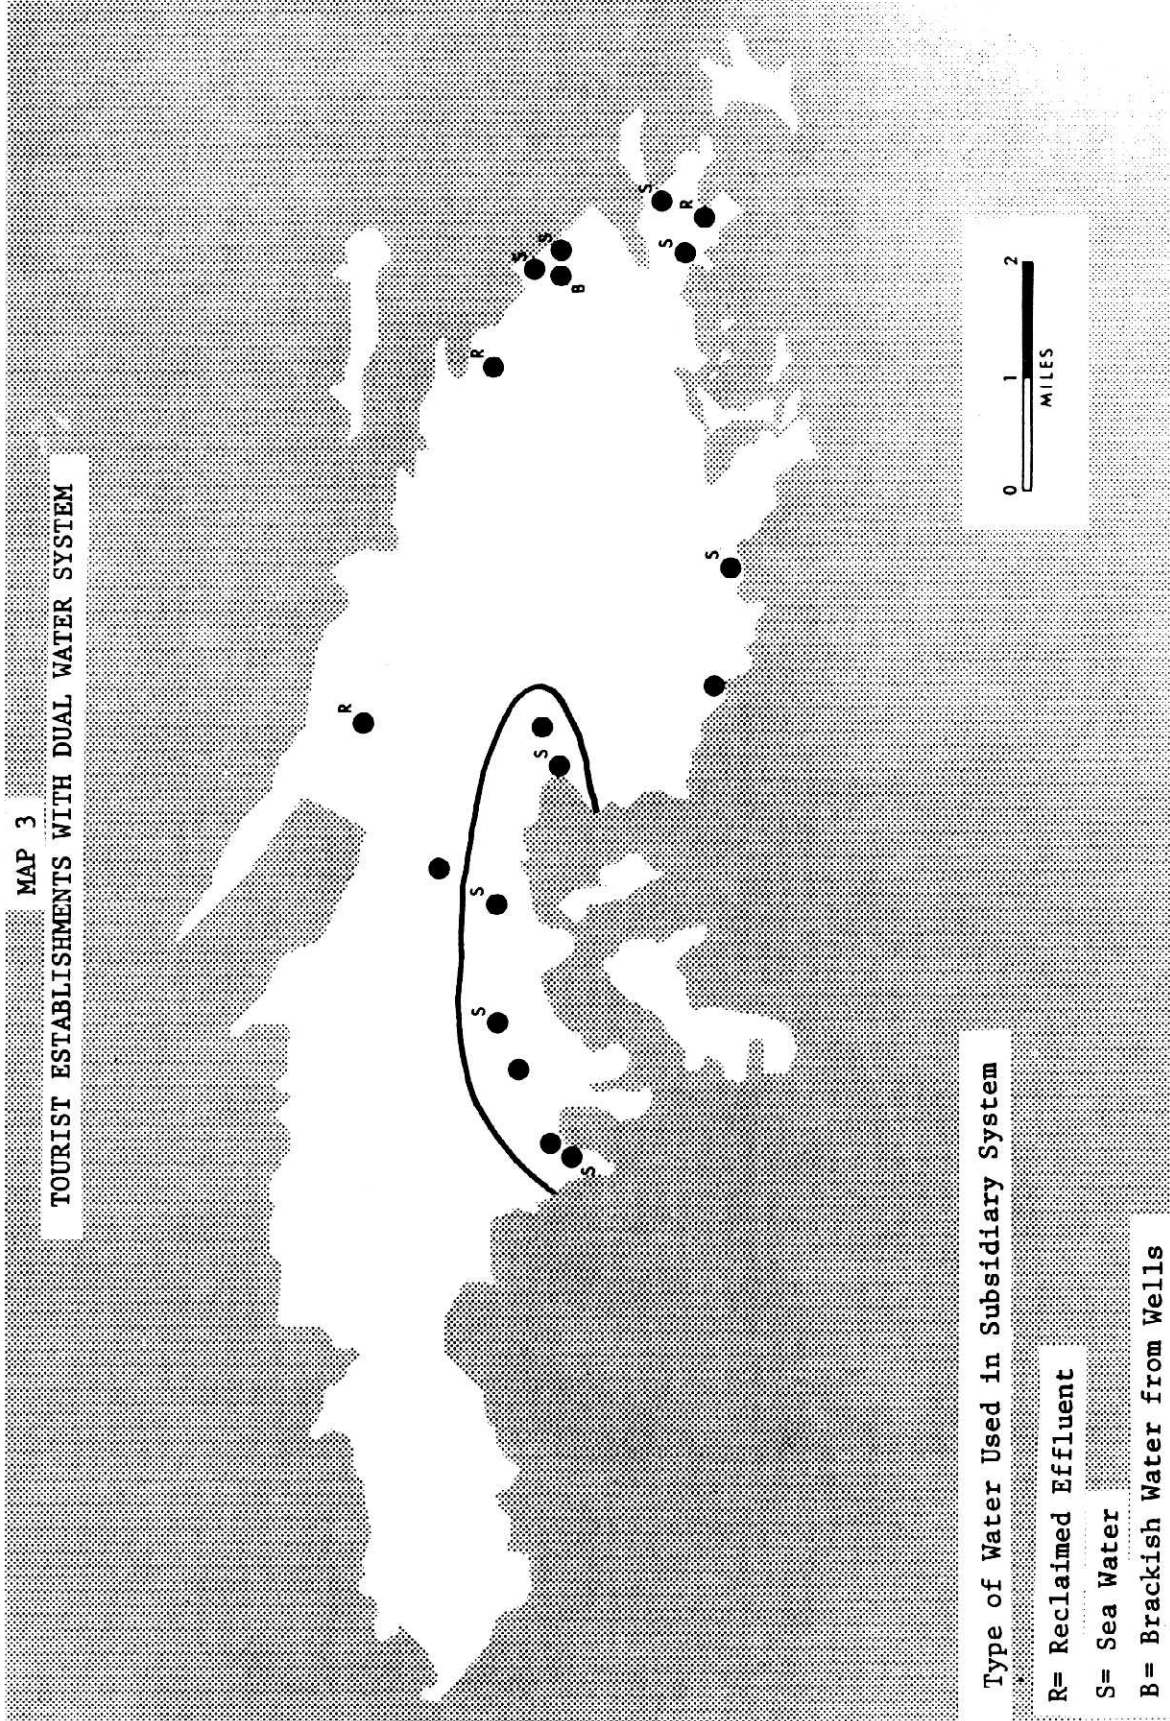 MAP 3
TOURIST ESTABLISHMENTS WITH DUAL WATER SYSTEM
R
S
S
R
S
S
S
B
S
S
S
R
S
0 1 2
MILES
Type of Water Used in Subsidiary System
R= Reclaimed Effluent
S= Sea Water
B= Brackish Water from Wells